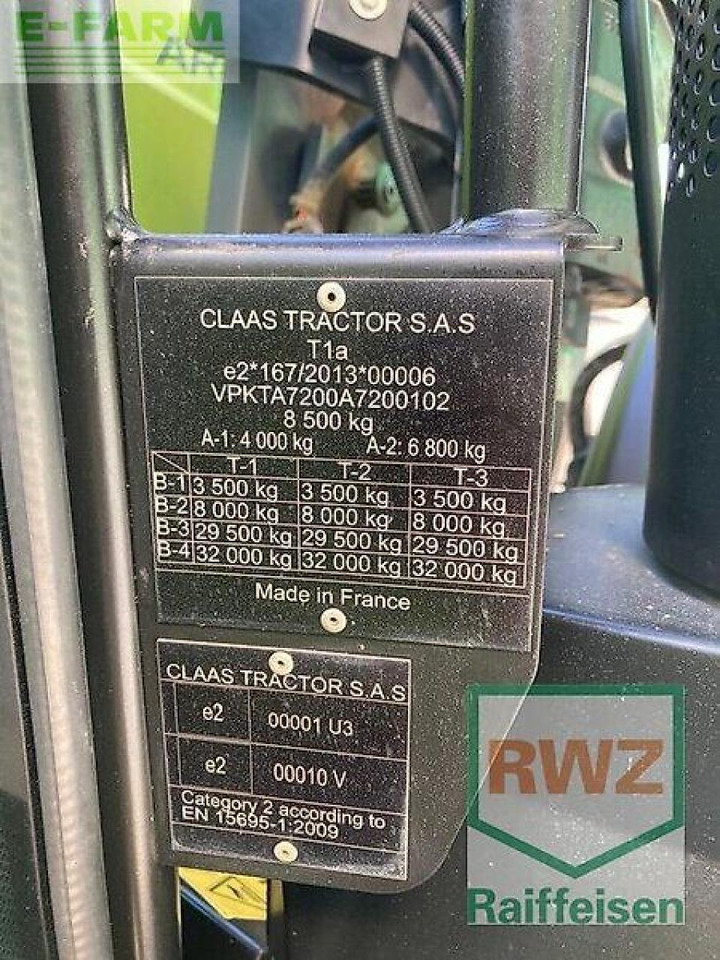 E-FARM
AR
CLAAS TRACTOR S.A.S
T1a
e2*167/2013*00006
VPKTA7200A7200102
8 500 kg
A-1: 4 000 kg A-2: 6 800 kg
T-1 T-2 T-3
B-1 3 500 kg 3 500 kg 3 500 kg
B-2 8 000 kg 8 000 kg 8 000 kg
B-3 29 500 kg 29 500 kg 29 500 kg
B-4 32 000 kg 32 000 kg 32 000 kg
Made in France
CLAAS TRACTOR S.A.S
e2 00001 U3
e2 00010 V
Category 2 according to
EN 15695-1:2009
RWZ
Raiffeisen